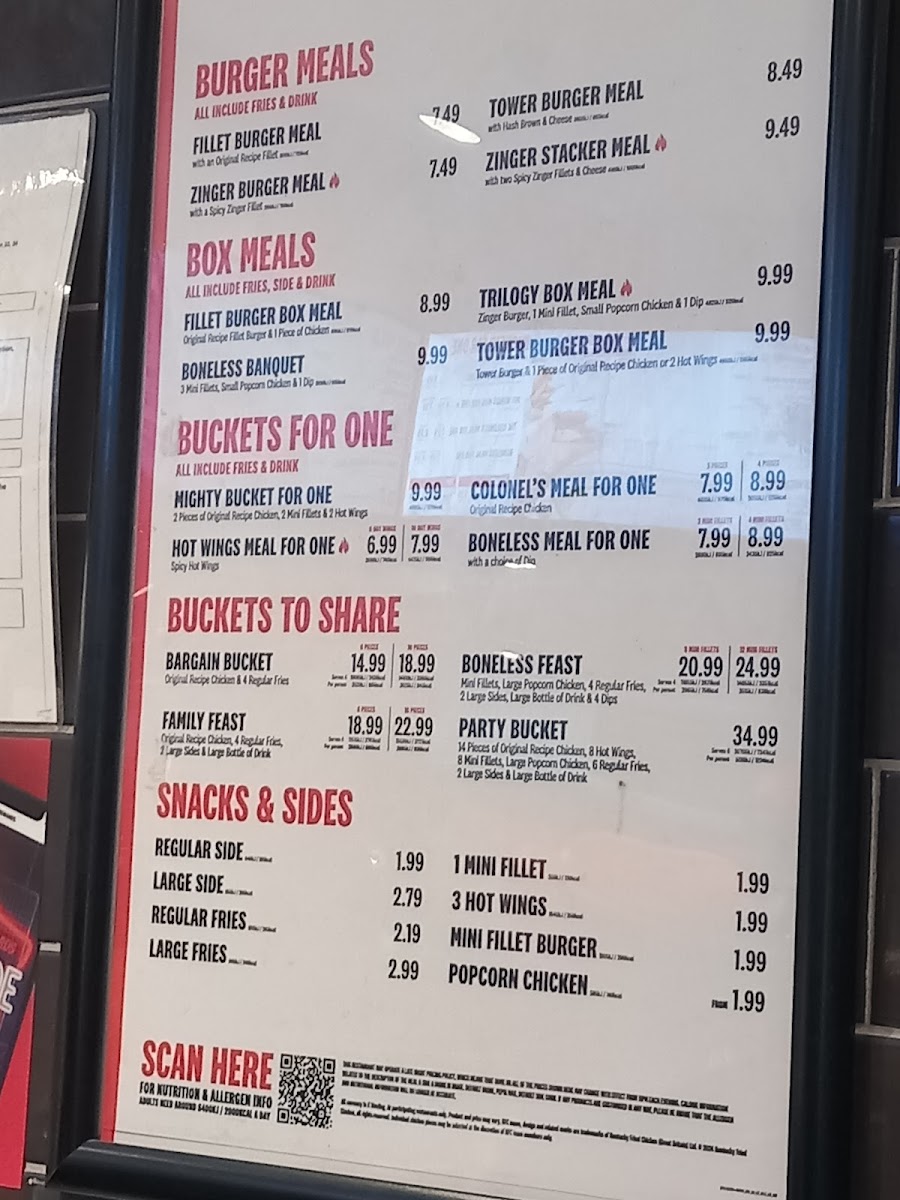 BURGER MEALS
ALL INCLUDE FRIES & DRINK
FILLET BURGER MEAL 7.49
with an Original Recipe Fillet
ZINGER BURGER MEAL 7.49
with a Spicy Zinger Fillet
TOWER BURGER MEAL 8.49
with Hash Brown & Cheese
ZINGER STACKER MEAL 9.49
with two Spicy Zinger Fillets & Cheese
BOX MEALS
ALL INCLUDE FRIES, SIDE & DRINK
FILLET BURGER BOX MEAL 8.99
Original Recipe Fillet Burger & 1 Piece of Chicken
BONELESS BANQUET 9.99
3 Mini Fillets, Small Popcorn Chicken & 1 Dip
TRILOGY BOX MEAL 9.99
Zinger Burger, 1 Mini Fillet, Small Popcorn Chicken & 1 Dip
TOWER BURGER BOX MEAL 9.99
Tower Burger & 1 Piece of Original Recipe Chicken or 2 Hot Wings
BUCKETS FOR ONE
ALL INCLUDE FRIES & DRINK
MIGHTY BUCKET FOR ONE 9.99
2 Pieces of Original Recipe Chicken, 2 Mini Fillets & 2 Hot Wings
HOT WINGS MEAL FOR ONE 6.99 7.99
Spicy Hot Wings
COLONEL'S MEAL FOR ONE 7.99 8.99
Original Recipe Chicken
BONELESS MEAL FOR ONE 7.99 8.99
with a choice of Dip
BUCKETS TO SHARE
BARGAIN BUCKET 14.99 18.99
Original Recipe Chicken & 4 Regular Fries
FAMILY FEAST 18.99 22.99
Original Recipe Chicken, 4 Regular Fries,
2 Large Sides & Large Bottle of Drink
BONELESS FEAST 20.99 24.99
Mini Fillets, Large Popcorn Chicken, 4 Regular Fries,
2 Large Sides, Large Bottle of Drink & 4 Dips
PARTY BUCKET 34.99
14 Pieces of Original Recipe Chicken, 8 Hot Wings,
8 Mini Fillets, Large Popcorn Chicken, 6 Regular Fries,
2 Large Sides & Large Bottle of Drink
SNACKS & SIDES
REGULAR SIDE 1.99
LARGE SIDE 2.79
REGULAR FRIES 2.19
LARGE FRIES 2.99
1 MINI FILLET 1.99
3 HOT WINGS 1.99
MINI FILLET BURGER 1.99
POPCORN CHICKEN FROM 1.99
SCAN HERE
FOR NUTRITION & ALLERGEN INFO
ADULTS NEED AROUND 8400KJ / 2000KCAL A DAY